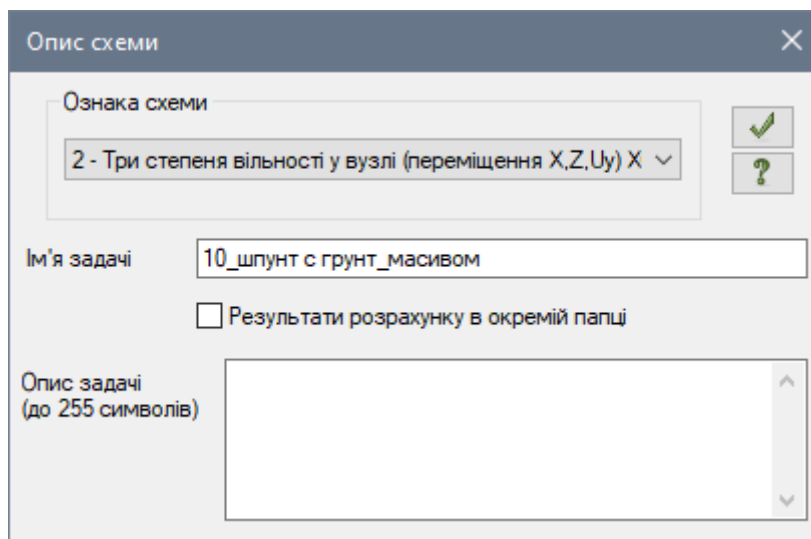 Опис схеми
Ознака схеми
2 - Три степеня вільності у вузлі (переміщення X,Z,Uy) X
?
Ім'я задачі
10_шпунт с грунт_масивом
Результати розрахунку в окремій папці
Опис задачі
(до 255 символів)